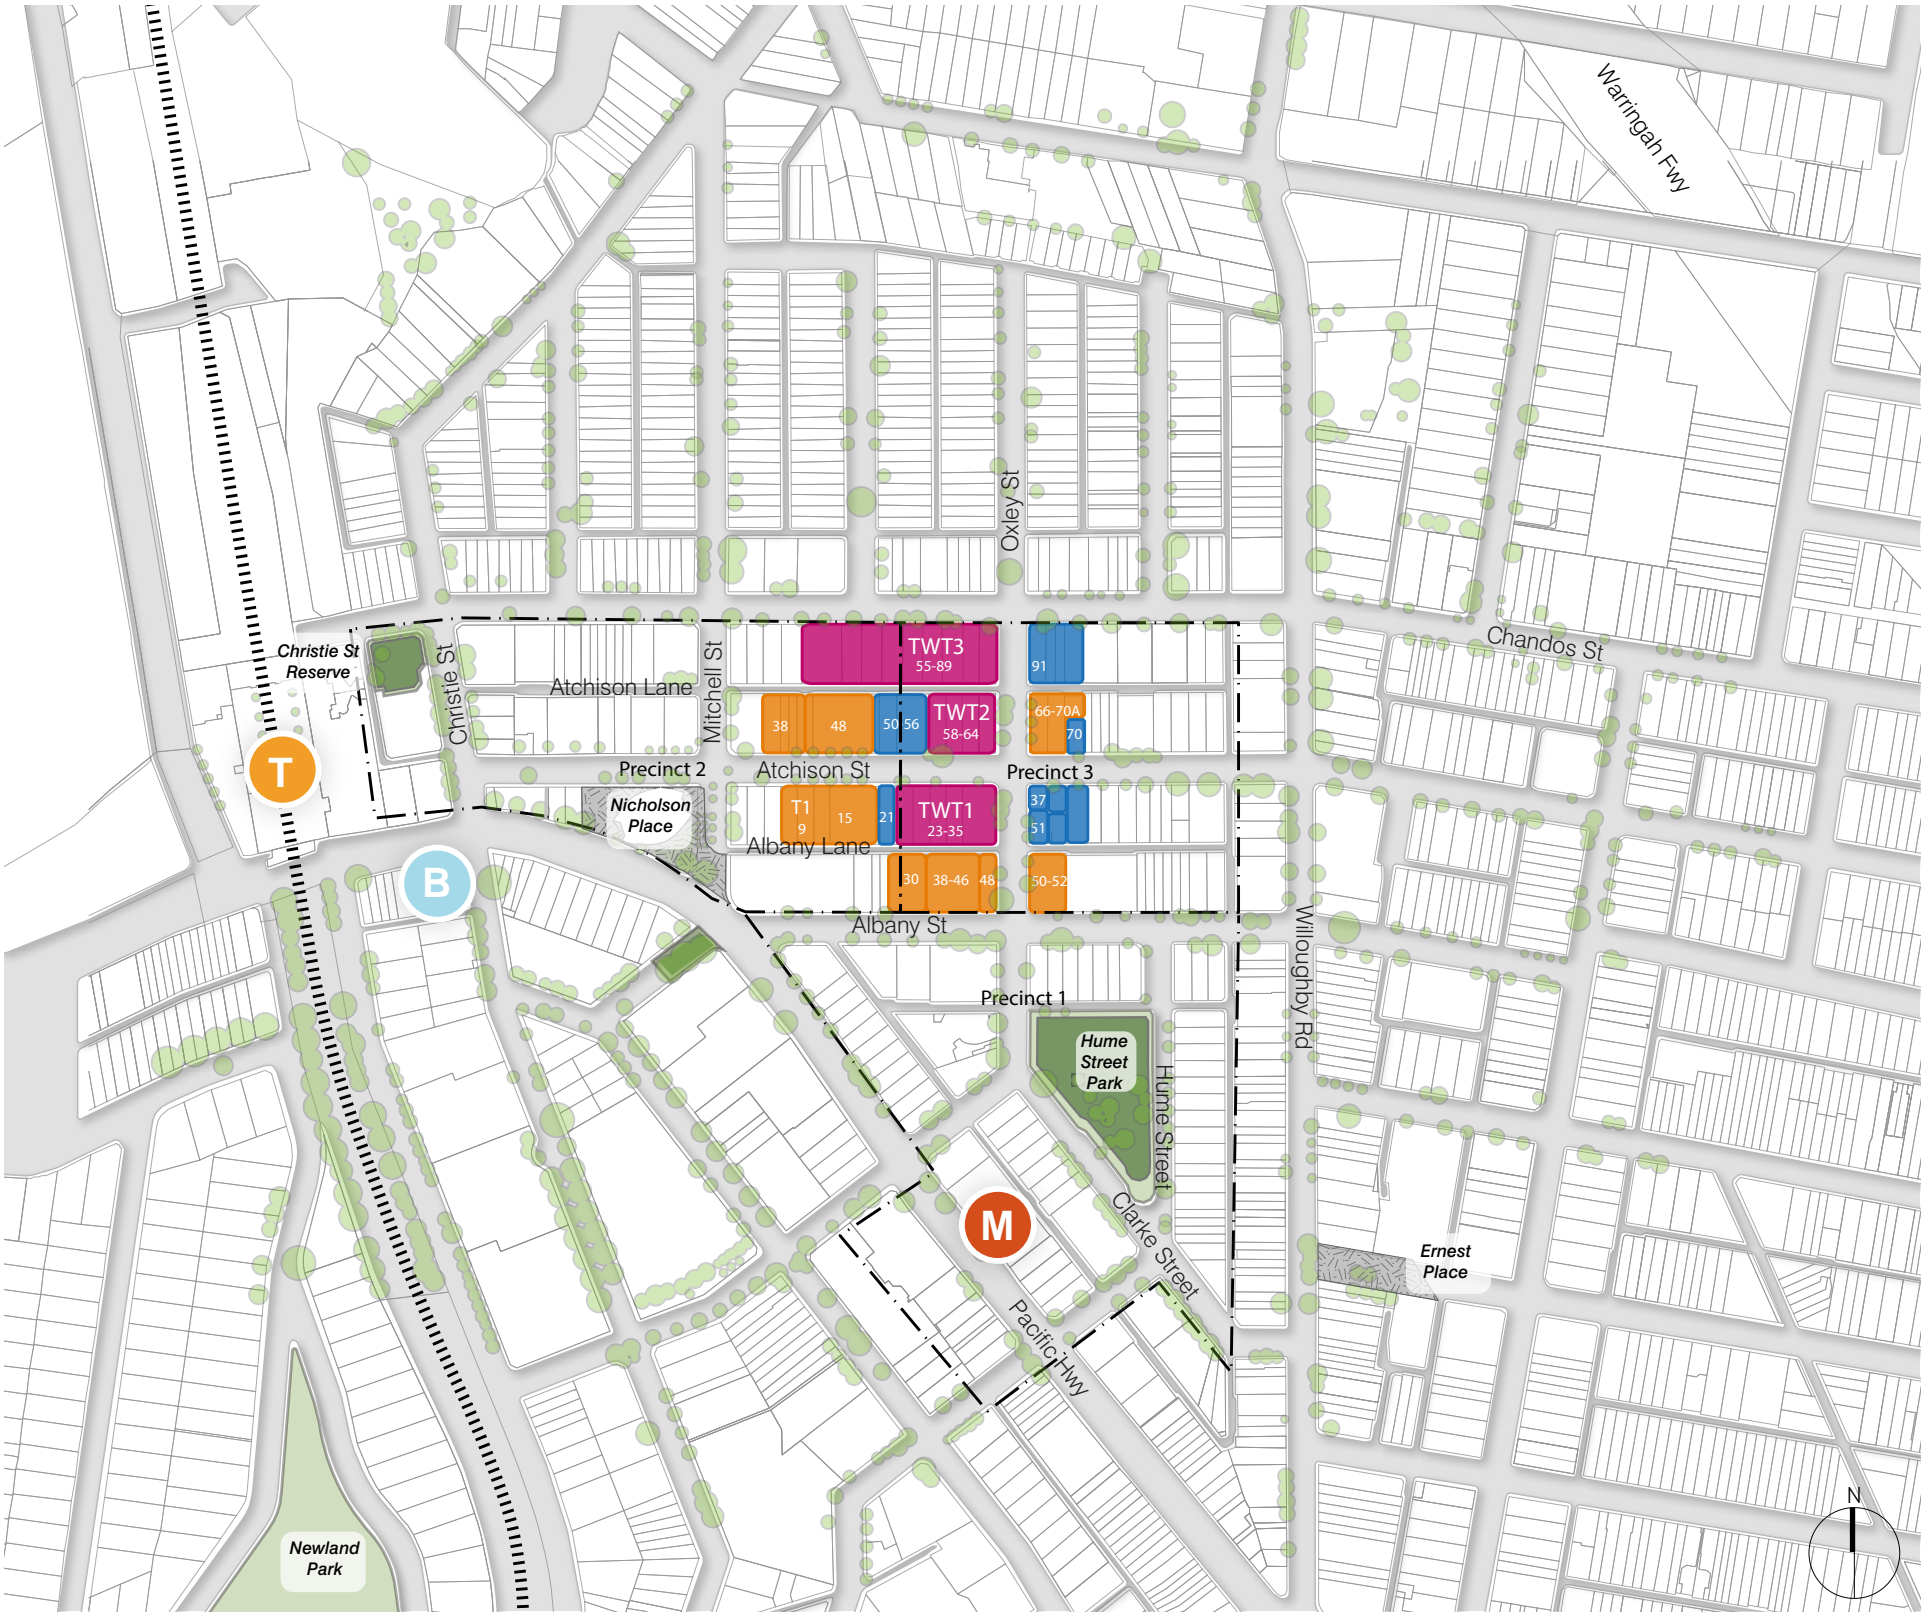 Warringah Fwy
Oxley St
Chandos St
Christie St
Reserve
Christie St
Mitchell St
Atchison Lane
TWT3
55-89
91
38
48
50
56
TWT2
58-64
66-70A
70
T
Precinct 2
Atchison St
Precinct 3
Nicholson
Place
T1
9
15
21
TWT1
23-35
37
51
Albany Lane
B
30
38-46
48
50-52
Albany St
Willoughby Rd
Precinct 1
Hume
Street
Park
Hume Street
M
Clarke Street
Ernest
Place
Pacific Hwy
N
Newland
Park